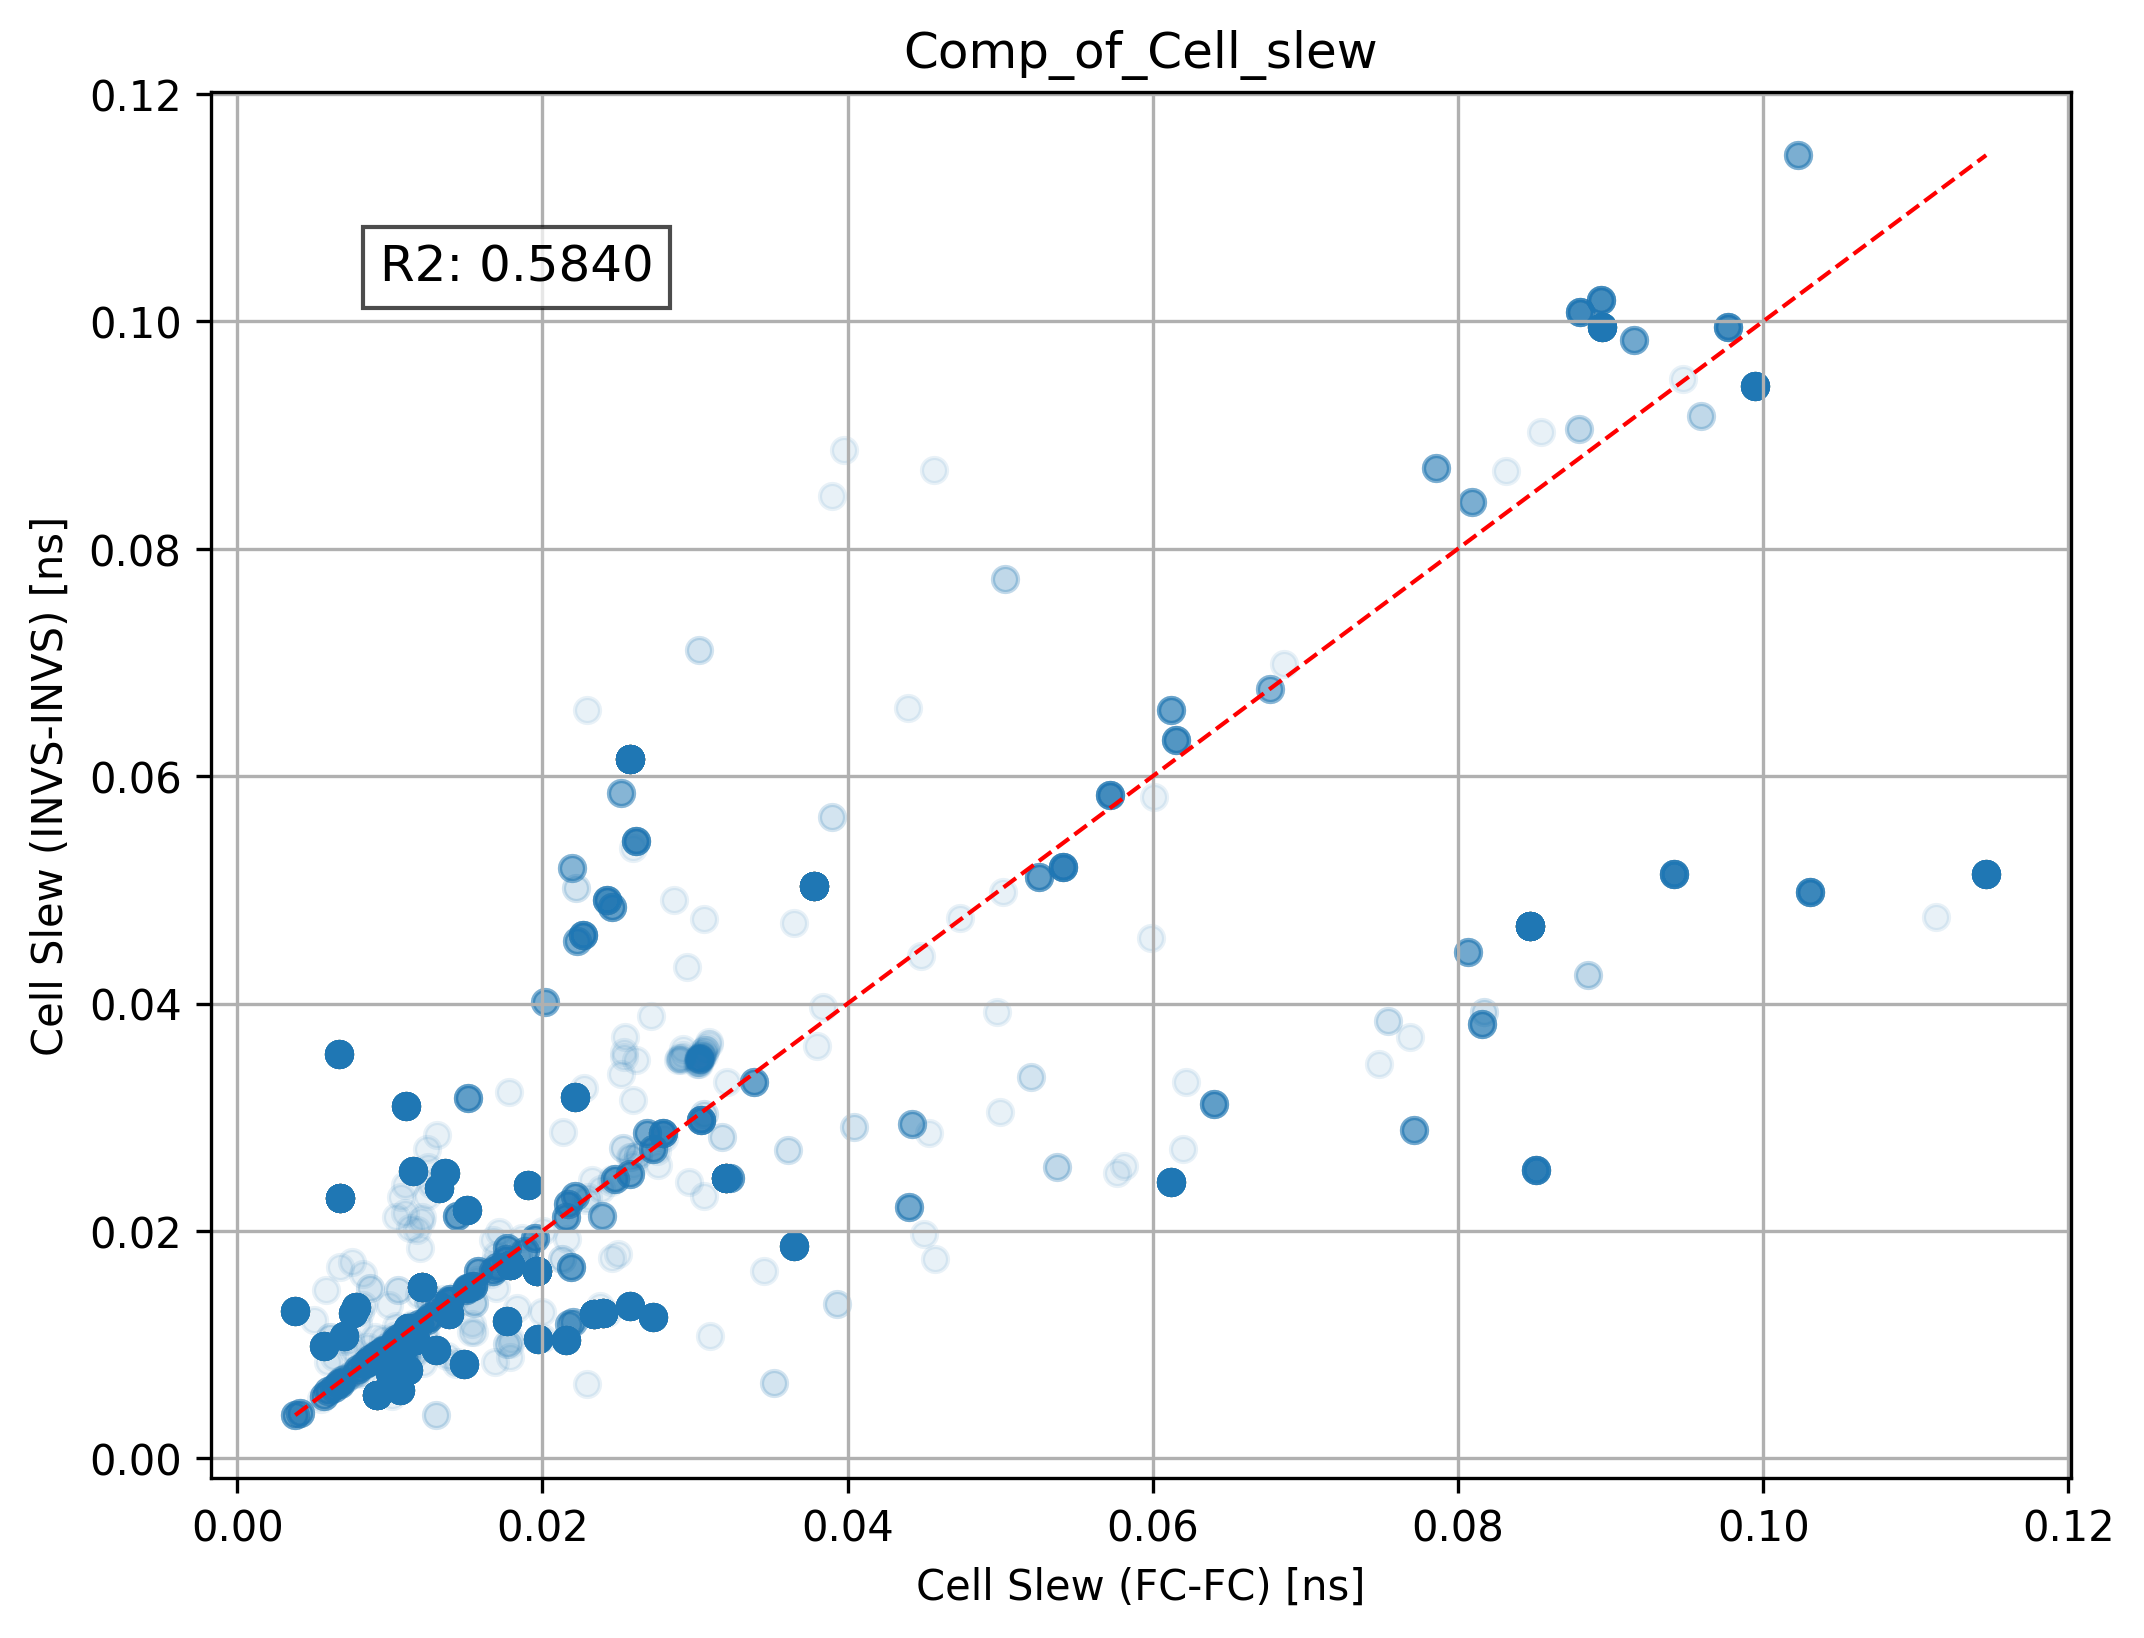 Comp_of_Cell_slew
R2: 0.5840
Cell Slew (INVS-INVS) [ns]
0.12
0.10
0.08
0.06
0.04
0.02
0.00
0.00 0.02 0.04 0.06 0.08 0.10 0.12
Cell Slew (FC-FC) [ns]